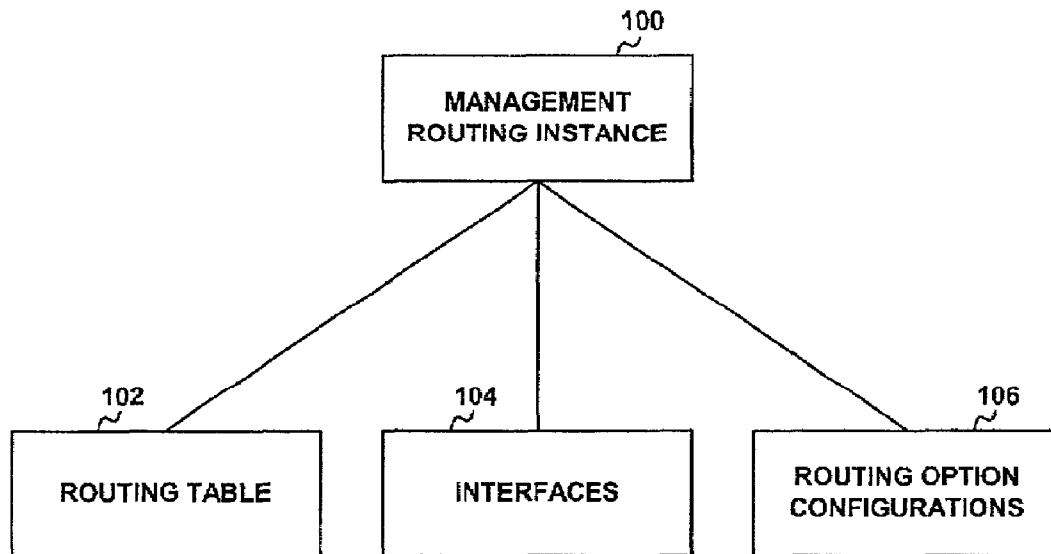 100
MANAGEMENT
ROUTING INSTANCE
102
104
106
ROUTING TABLE
INTERFACES
ROUTING OPTION
CONFIGURATIONS